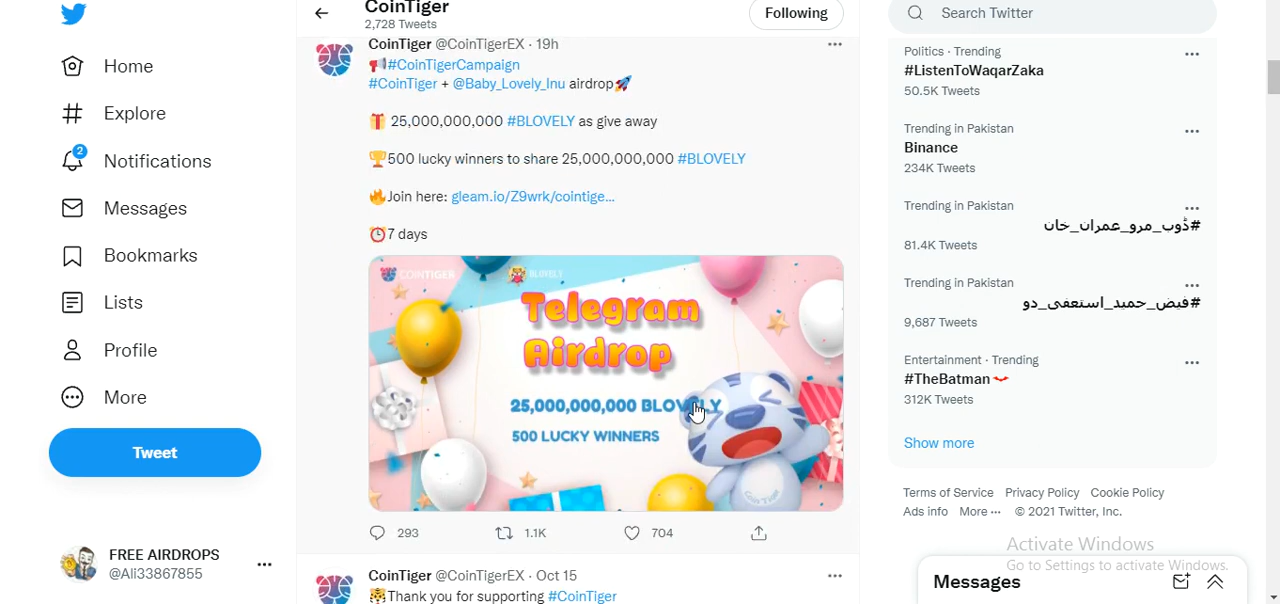 Home
Explore
2
Notifications
Messages
Bookmarks
Lists
Profile
More
Tweet
FREE AIRDROPS
@Ali33867855
CoinTiger
2,728 Tweets
Following
CoinTiger @CoinTigerEX · 19h
📢#CoinTigerCampaign
#CoinTiger + @Baby_Lovely_Inu airdrop🚀
🎁 25,000,000,000 #BLOVELY as give away
🏆500 lucky winners to share 25,000,000,000 #BLOVELY
🔥Join here: gleam.io/Z9wrk/cointige...
⏰7 days
COINTIGER
BLOVELY
Telegram
Airdrop
25,000,000,000 BLOVELY
500 LUCKY WINNERS
CoinTiger
293
1.1K
704
CoinTiger @CoinTigerEX · Oct 15
🐯Thank you for supporting #CoinTiger
Search Twitter
Politics · Trending
#ListenToWaqarZaka
50.5K Tweets
Trending in Pakistan
Binance
234K Tweets
Trending in Pakistan
#ڈوب_مرو_عمران_خان
81.4K Tweets
Trending in Pakistan
#فیض_حمید_استعفی_دو
9,687 Tweets
Entertainment · Trending
#TheBatman
312K Tweets
Show more
Terms of Service Privacy Policy Cookie Policy
Ads info More ··· © 2021 Twitter, Inc.
Activate Windows
Go to Settings to activate Windows.
Messages